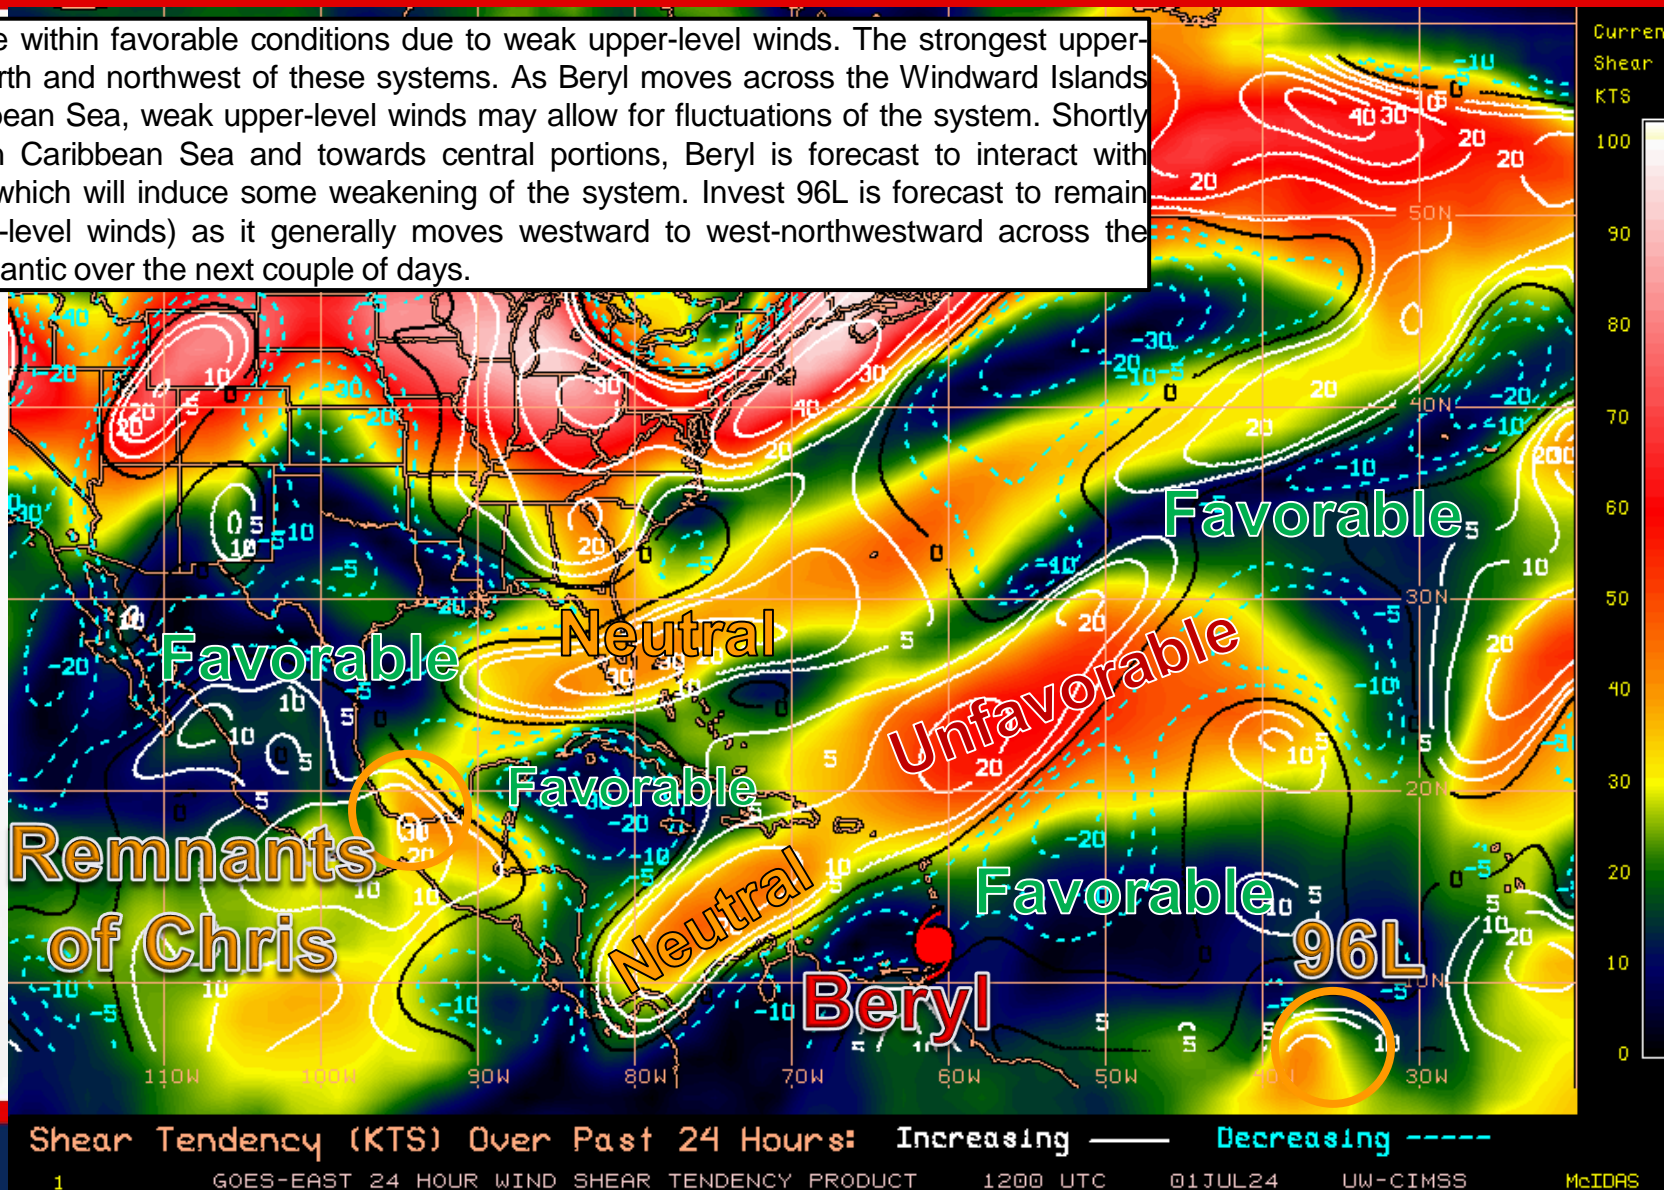 e within favorable conditions due to weak upper-level winds. The strongest upper-
rth and northwest of these systems. As Beryl moves across the Windward Islands
bean Sea, weak upper-level winds may allow for fluctuations of the system. Shortly
n Caribbean Sea and towards central portions, Beryl is forecast to interact with
which will induce some weakening of the system. Invest 96L is forecast to remain
-level winds) as it generally moves westward to west-northwestward across the
antic over the next couple of days.
Curren
Shear
KTS
100
90
80
70
60
50
40
30
20
10
0
50N
40N
30N
20N
10N
Favorable
Neutral
Favorable
Unfavorable
Favorable
Remnants
of Chris
Neutral
Favorable
96L
Beryl
110W 100W 90W 80W 70W 60W 50W 40 30W
Shear Tendency (KTS) Over Past 24 Hours: Increasing Decreasing
1 GOES-EAST 24 HOUR WIND SHEAR TENDENCY PRODUCT 1200 UTC 01JUL24 UW-CIMSS McIDAS